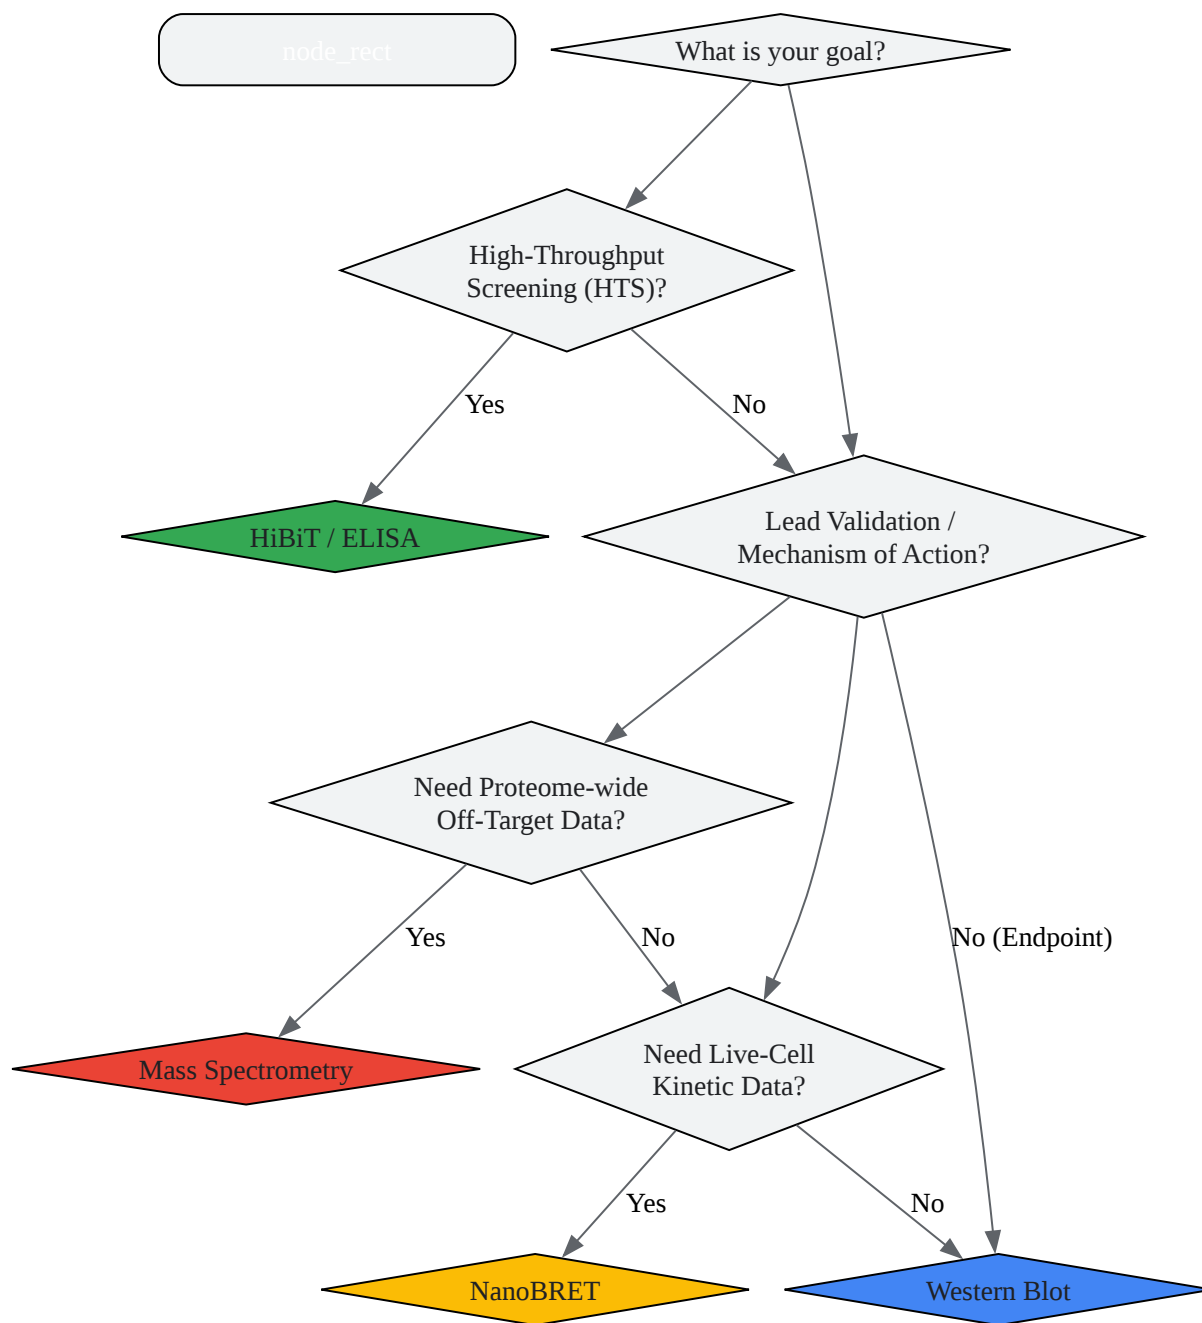 node_rect
What is your goal?
High-Throughput
Screening (HTS)?
Yes
No
HiBiT / ELISA
Lead Validation /
Mechanism of Action?
Need Proteome-wide
Off-Target Data?
Yes
No
No (Endpoint)
Mass Spectrometry
Need Live-Cell
Kinetic Data?
Yes
No
NanoBRET
Western Blot